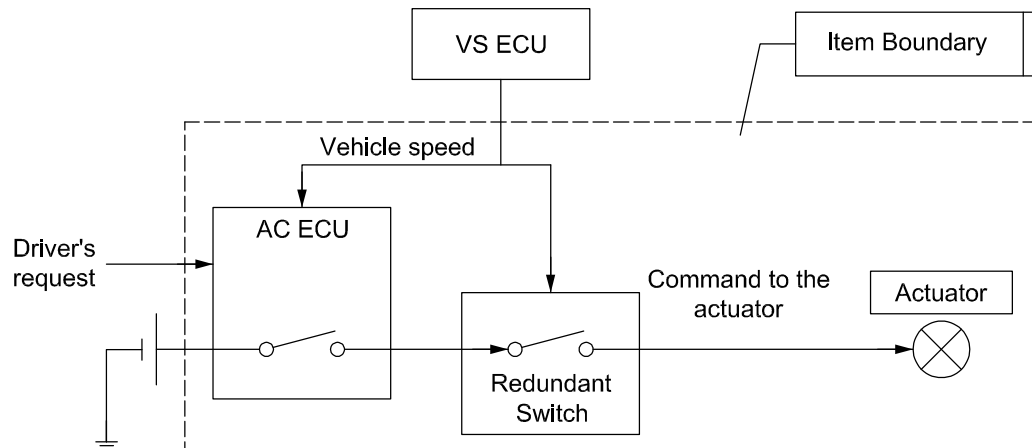 VS ECU
Item Boundary
Vehicle speed
AC ECU
Driver's
request
Command to the
actuator
Actuator
Redundant
Switch